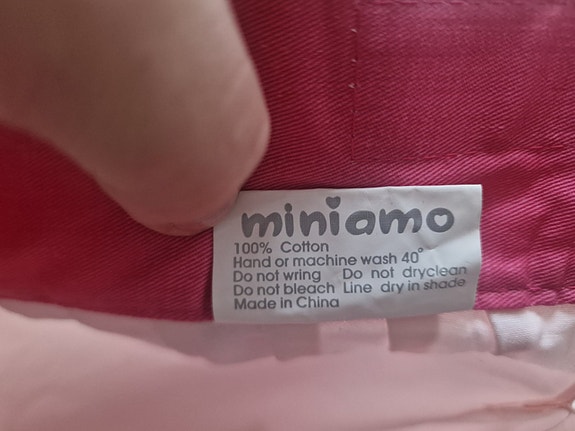 miniamo
100% Cotton
Hand or machine wash 40°
Do not wring Do not dryclean
Do not bleach Line dry in shade
Made in China